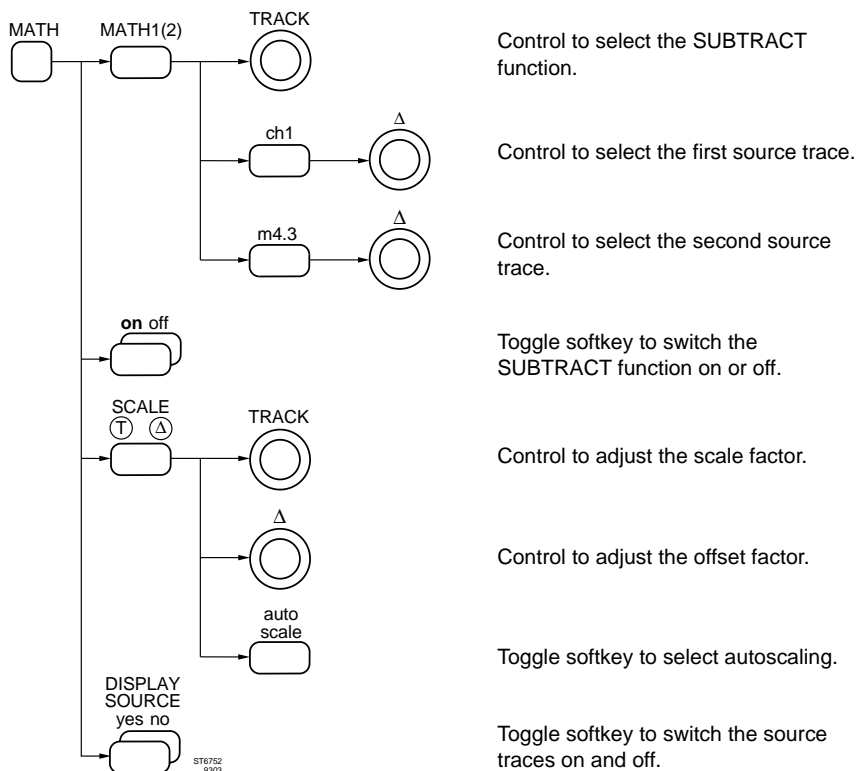 MATH
MATH1(2)
TRACK
Control to select the SUBTRACT
function.
ch1
Δ
Control to select the first source trace.
m4.3
Δ
Control to select the second source
trace.
on off
Toggle softkey to switch the
SUBTRACT function on or off.
SCALE
T Δ
TRACK
Control to adjust the scale factor.
Δ
Control to adjust the offset factor.
auto
scale
Toggle softkey to select autoscaling.
DISPLAY
SOURCE
yes no
Toggle softkey to switch the source
traces on and off.
ST6752
9303